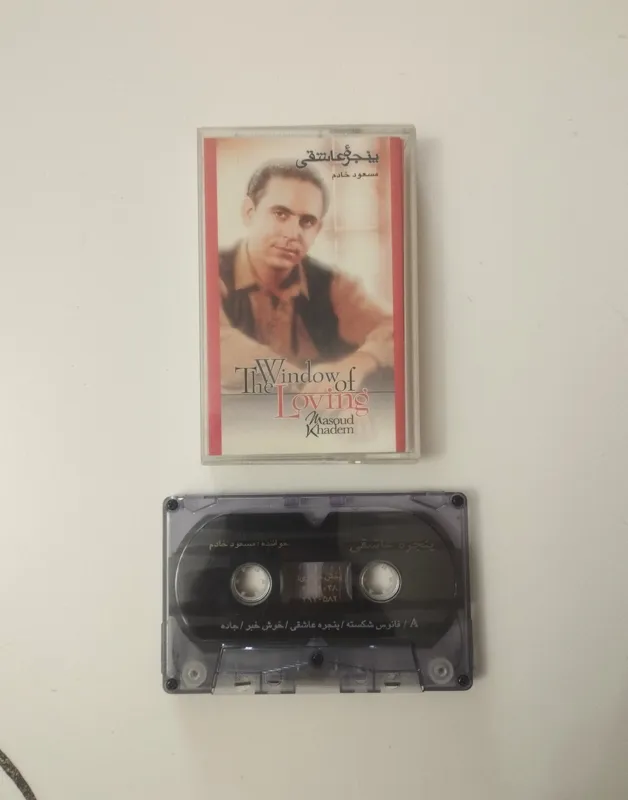 پنجرهٔ عاشقی
مسعود خادم
The Window of
Loving
Masoud
Khadem
پنجره عاشقی
خواننده : مسعود خادم
A / فانوس شکسته / پنجره عاشقی / خوش خبر / جاده